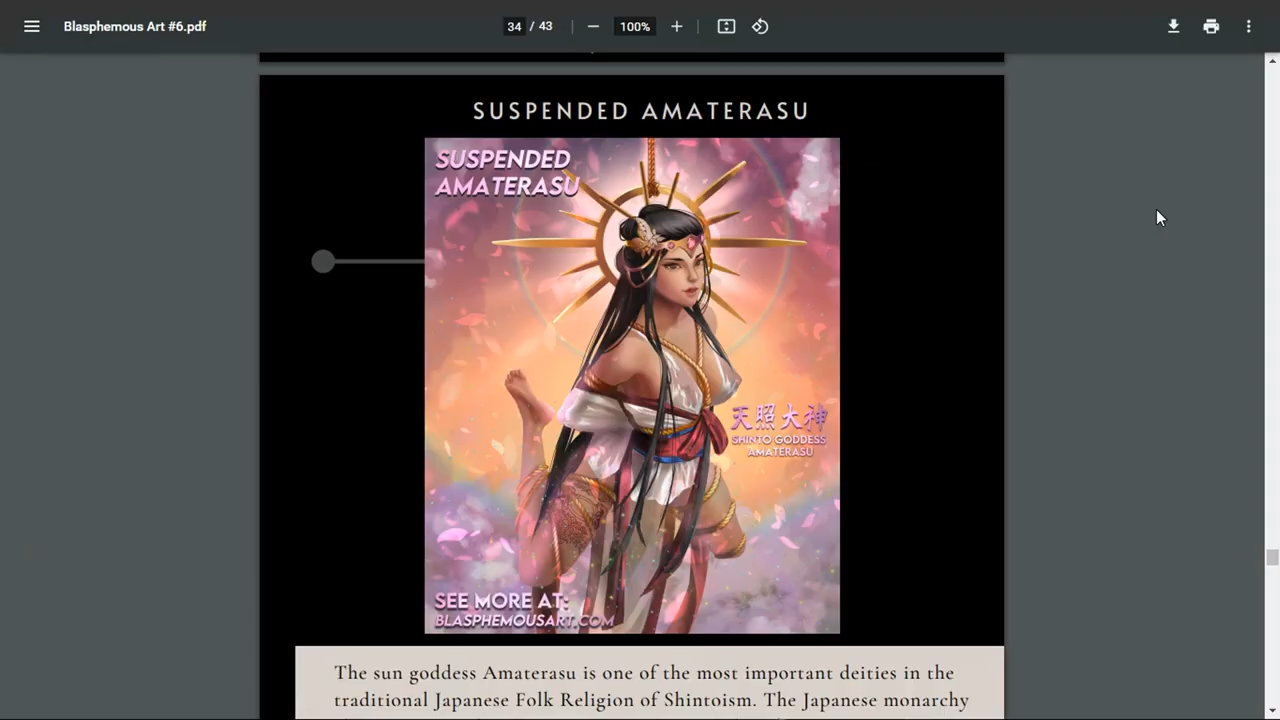 Blasphemous Art #6.pdf
34 / 43
100%
SUSPENDED AMATERASU
SUSPENDED
AMATERASU
天照大神
SHINTO GODDESS
AMATERASU
SEE MORE AT:
BLASPHEMOUSART.COM
The sun goddess Amaterasu is one of the most important deities in the
traditional Japanese Folk Religion of Shintoism. The Japanese monarchy